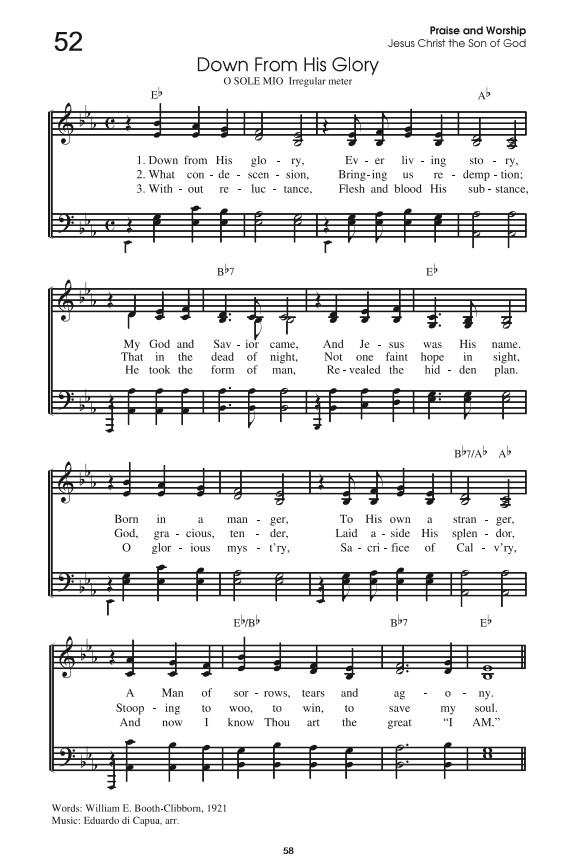 52
Praise and Worship
Jesus Christ the Son of God
Down From His Glory
O SOLE MIO Irregular meter
E♭ A♭
1. Down from His glo - ry, Ev - er liv - ing sto - ry,
2. What con - de - scen - sion, Bring-ing us re - demp - tion;
3. With - out re - luc - tance, Flesh and blood His sub - stance,
B♭7 E♭
My God and Sav - ior came, And Je - sus was His name.
That in the dead of night, Not one faint hope in sight,
He took the form of man, Re - vealed the hid - den plan.
B♭7/A♭ A♭
Born in a man - ger, To His own a stran - ger,
God, gra - cious, ten - der, Laid a - side His splen - dor,
O glor - ious mys - t'ry, Sa - cri - fice of Cal - v'ry,
E♭/B♭ B♭7 E♭
A Man of sor - rows, tears and ag - o - ny.
Stoop - ing to woo, to win, to save my soul.
And now I know Thou art the great “I AM.”
Words: William E. Booth-Clibborn, 1921
Music: Eduardo di Capua, arr.
58